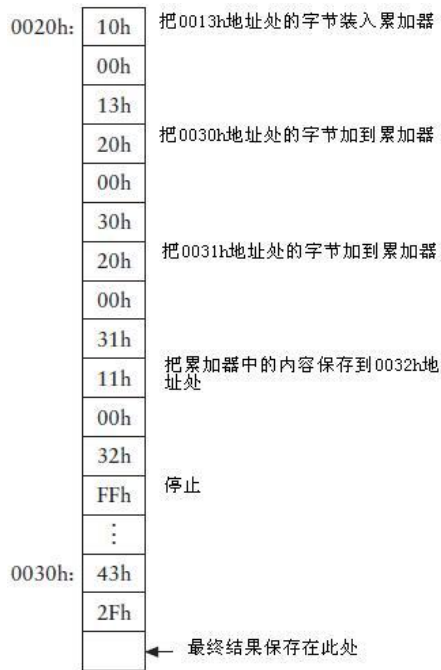 0020h: 10h 把0013h地址处的字节装入累加器
00h
13h
20h 把0030h地址处的字节加到累加器
00h
30h
20h 把0031h地址处的字节加到累加器
00h
31h
11h 把累加器中的内容保存到0032h地
址处
00h
32h
FFh 停止
⋮
0030h: 43h
2Fh
最终结果保存在此处